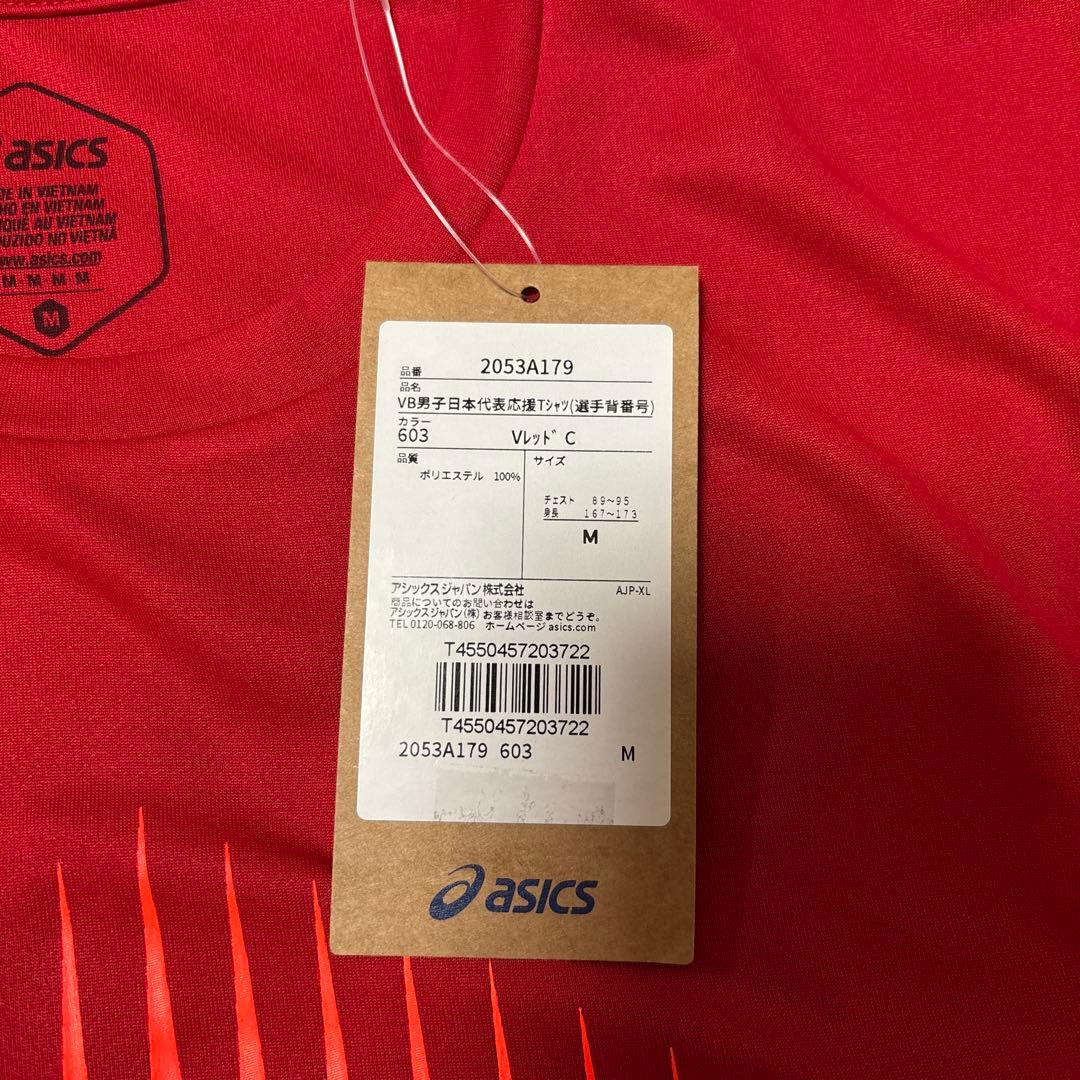 asics
DE IN VIETNAM
HO EN VIETNAM
QUE AU VIETNAM
UZIDO NO VIETNÃ
www.asics.com
M M M M
M
品番 2053A179
品名
VB男子日本代表応援Tシャツ(選手背番号)
カラー
603 Vレッド C
品質
ポリエステル 100%
サイズ
チェスト 89~95
身長 167~173
M
アシックスジャパン株式会社 AJP-XL
商品についてのお問い合わせは
アシックスジャパン(株)お客様相談室までどうぞ。
TEL 0120-068-806 ホームページ asics.com
T4550457203722
T4550457203722
2053A179 603 M
asics